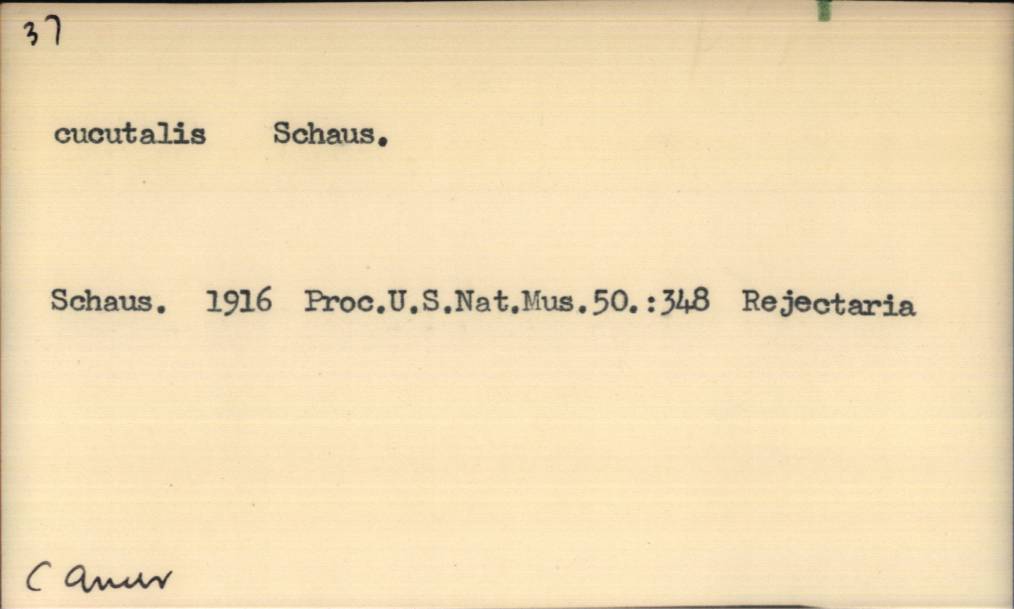 37
cucutalis Schaus.
Schaus. 1916 Proc.U.S.Nat.Mus.50.:348 Rejectaria
C Amer